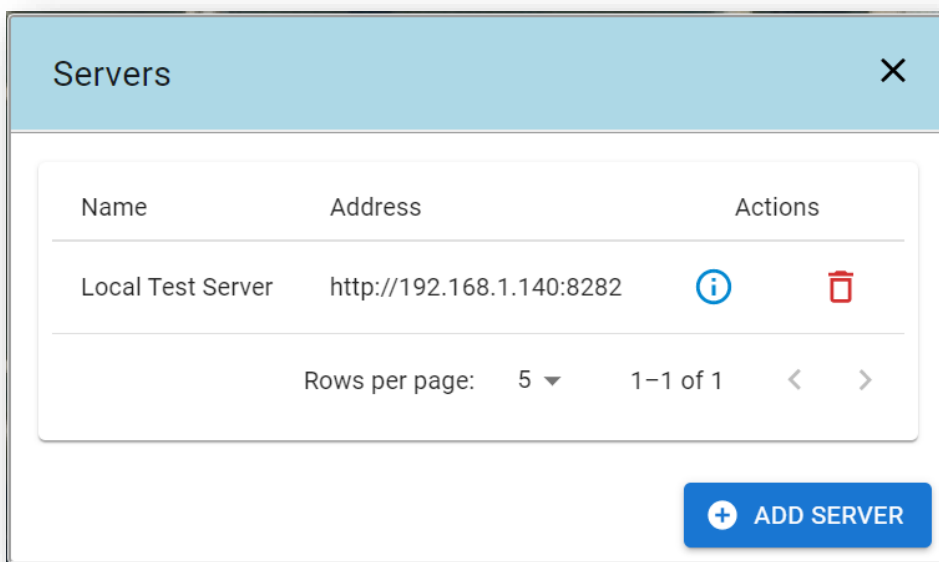 Servers
Name Address Actions
Local Test Server http://192.168.1.140:8282
Rows per page: 5 1–1 of 1
ADD SERVER